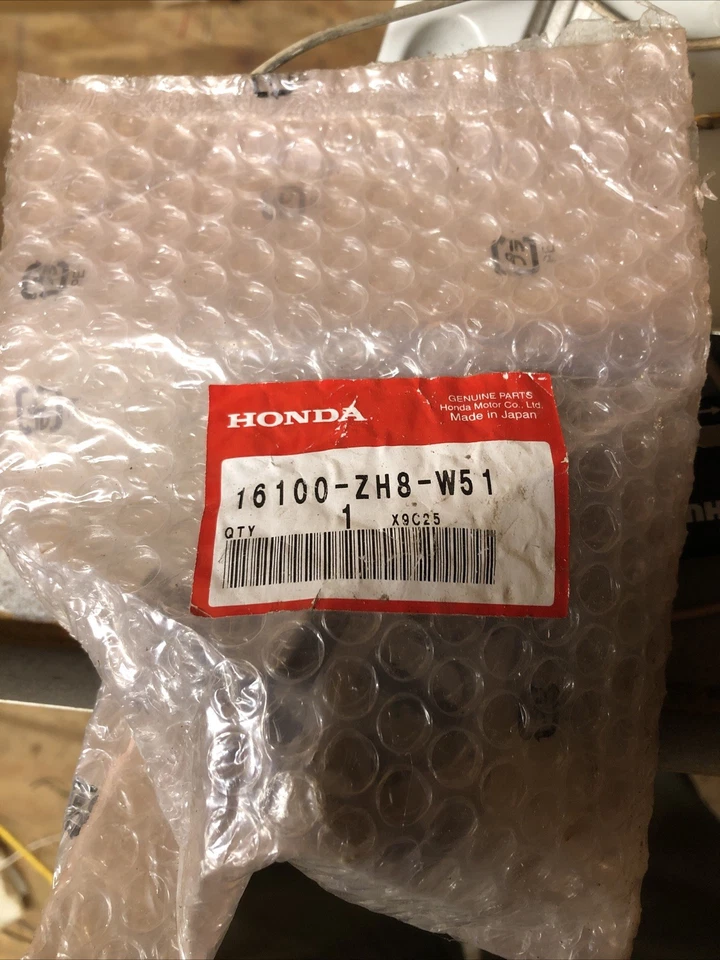 HONDA
GENUINE PARTS
Honda Motor Co., Ltd.
Made in Japan
16100-ZH8-W51
QTY 1 X9C25